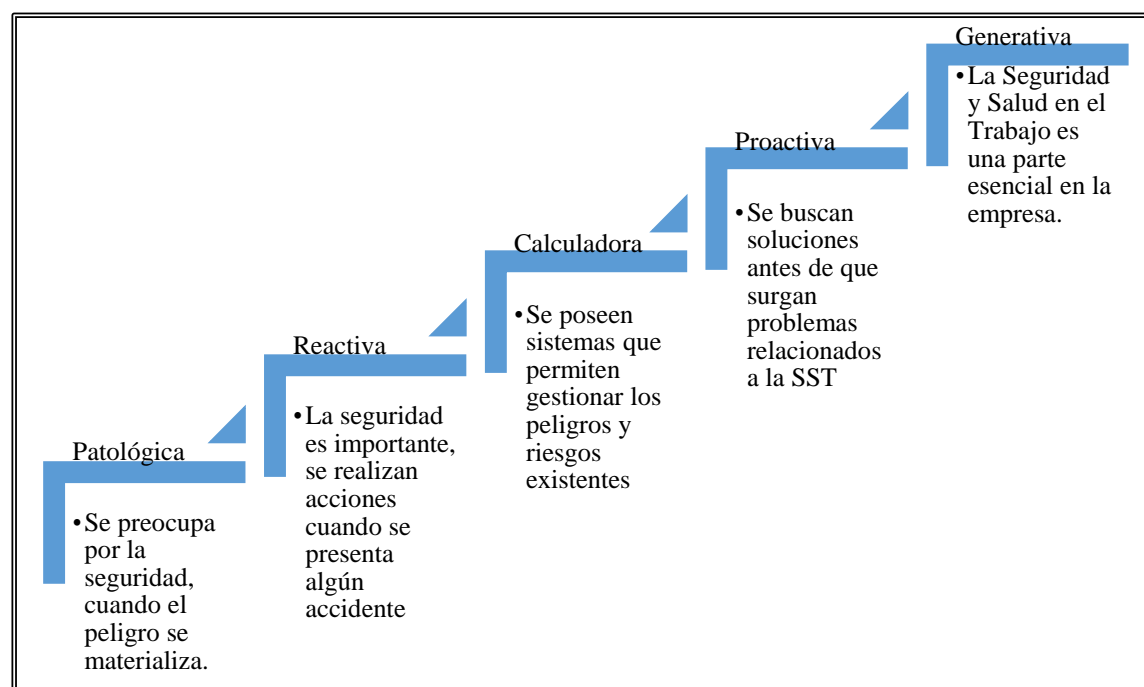 Patológica
•Se preocupa
por la
seguridad,
cuando el
peligro se
materializa.
Reactiva
•La seguridad
es importante,
se realizan
acciones
cuando se
presenta
algún
accidente
Calculadora
•Se poseen
sistemas que
permiten
gestionar los
peligros y
riesgos
existentes
Proactiva
•Se buscan
soluciones
antes de que
surgan
problemas
relacionados
a la SST
Generativa
•La Seguridad
y Salud en el
Trabajo es
una parte
esencial en la
empresa.